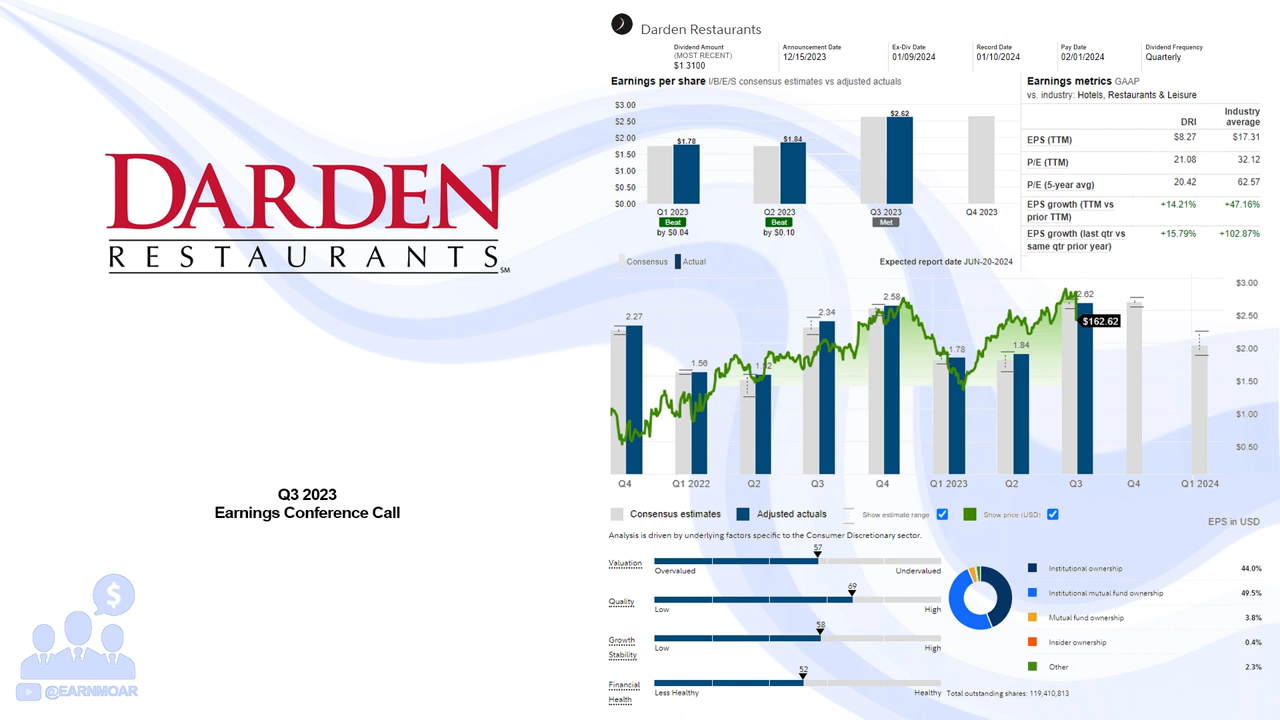 DARDEN
RESTAURANTS
SM
Q3 2023
Earnings Conference Call
@EARNMOAR
Darden Restaurants
Dividend Amount
(MOST RECENT)
$1.3100
Announcement Date
12/15/2023
Ex-Div Date
01/09/2024
Record Date
01/10/2024
Pay Date
02/01/2024
Dividend Frequency
Quarterly
Earnings per share I/B/E/S consensus estimates vs adjusted actuals
$3.00
$2.50
$2.00
$1.50
$1.00
$0.50
$0.00
$1.78
$1.84
$2.62
Q1 2023
Beat
by $0.04
Q2 2023
Beat
by $0.10
Q3 2023
Met
Q4 2023
Consensus Actual
Expected report date JUN-20-2024
Earnings metrics GAAP
vs. industry: Hotels, Restaurants & Leisure
DRI Industry average
EPS (TTM) $8.27 $17.31
P/E (TTM) 21.08 32.12
P/E (5-year avg) 20.42 62.57
EPS growth (TTM vs prior TTM) +14.21% +47.16%
EPS growth (last qtr vs same qtr prior year) +15.79% +102.87%
2.27
1.56
1.52
2.34
2.58
1.78
1.84
2.62
$162.62
$3.00
$2.50
$2.00
$1.50
$1.00
$0.50
Q4 Q1 2022 Q2 Q3 Q4 Q1 2023 Q2 Q3 Q4 Q1 2024
Consensus estimates Adjusted actuals Show estimate range Show price (USD)
EPS in USD
Analysis is driven by underlying factors specific to the Consumer Discretionary sector.
Valuation
57
Overvalued Undervalued
Quality
69
Low High
Growth Stability
58
Low High
Financial Health
52
Less Healthy Healthy
Institutional ownership 44.0%
Institutional mutual fund ownership 49.5%
Mutual fund ownership 3.8%
Insider ownership 0.4%
Other 2.3%
Total outstanding shares: 119,410,813